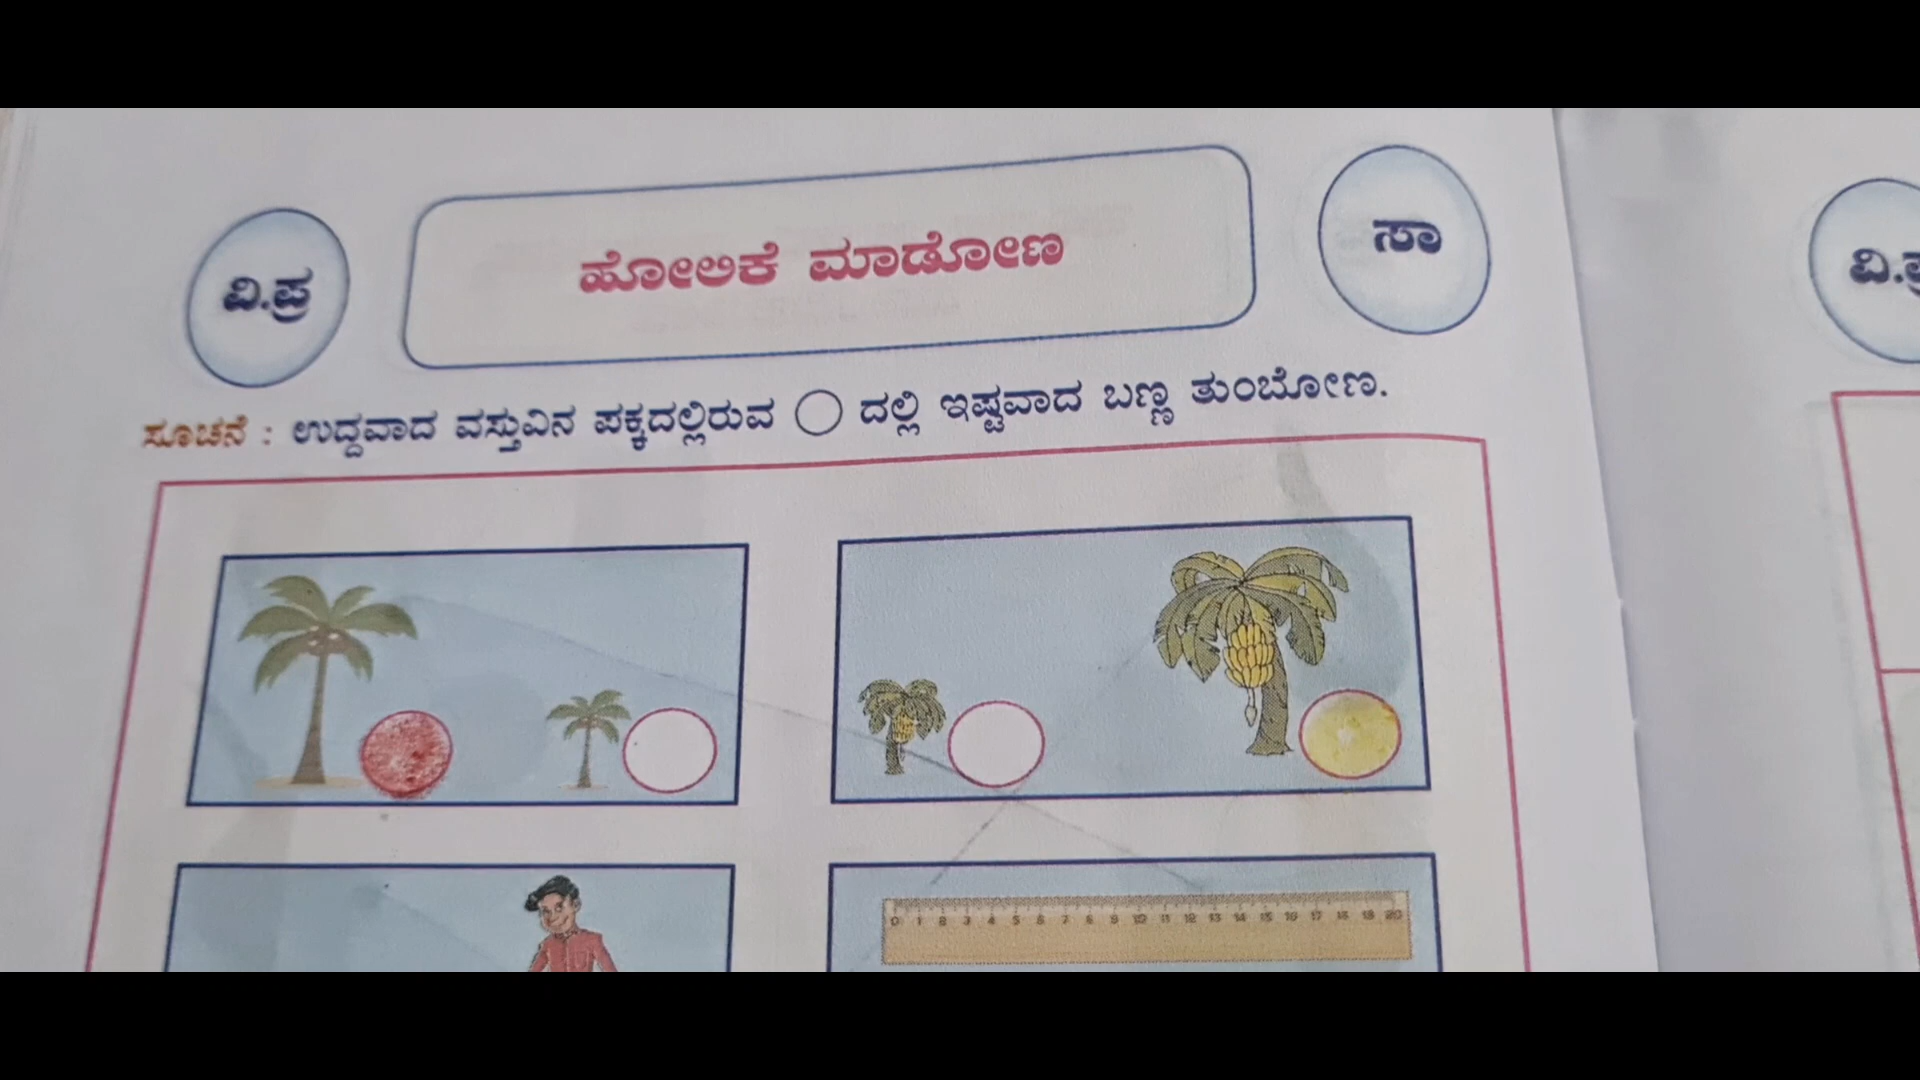 ವಿ.ಪ್ರ
ಹೋಲಿಕೆ ಮಾಡೋಣ
ಸಾ
ಸೂಚನೆ : ಉದ್ದವಾದ ವಸ್ತುವಿನ ಪಕ್ಕದಲ್ಲಿರುವ ದಲ್ಲಿ ಇಷ್ಟವಾದ ಬಣ್ಣ ತುಂಬೋಣ.
0 1 2 3 4 5 6 7 8 9 10 11 12 13 14 15 16 17 18 19 20